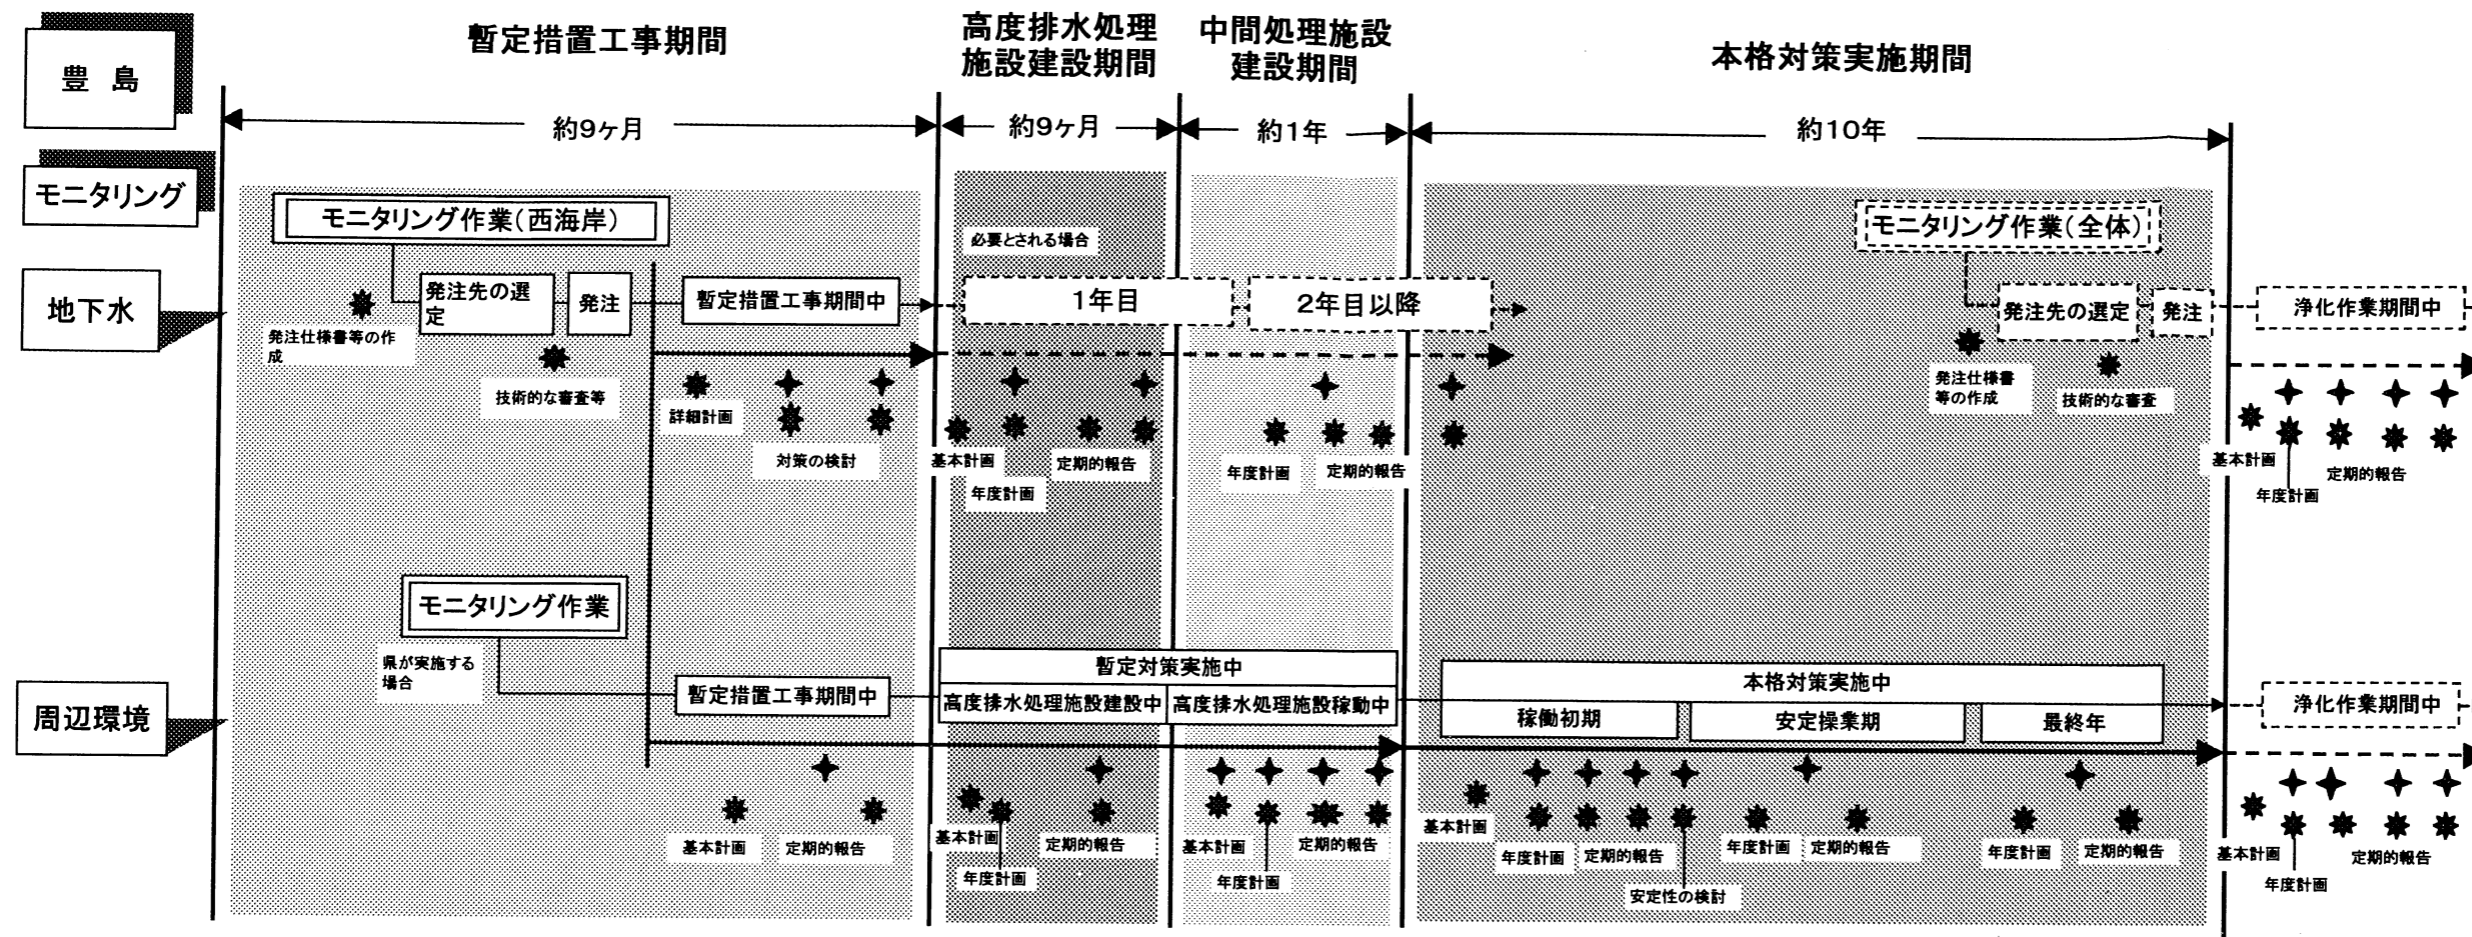 豊 島
暫定措置工事期間
高度排水処理
施設建設期間
中間処理施設
建設期間
本格対策実施期間
約9ヶ月
約9ヶ月
約1年
約10年
モニタリング
モニタリング作業(西海岸)
必要とされる場合
モニタリング作業(全体)
地下水
発注先の選
定
発注
暫定措置工事期間中
1年目
2年目以降
発注先の選定
発注
浄化作業期間中
発注仕様書等の作
成
技術的な審査等
詳細計画
対策の検討
基本計画
年度計画
定期的報告
年度計画
定期的報告
発注仕様書
等の作成
技術的な審査
基本計画
年度計画
定期的報告
モニタリング作業
県が実施する
場合
周辺環境
暫定措置工事期間中
暫定対策実施中
高度排水処理施設建設中
高度排水処理施設稼動中
本格対策実施中
稼働初期
安定操業期
最終年
浄化作業期間中
基本計画
定期的報告
基本計画
年度計画
定期的報告
基本計画
年度計画
定期的報告
基本計画
年度計画
定期的報告
安定性の検討
年度計画
定期的報告
年度計画
定期的報告
基本計画
年度計画
定期的報告